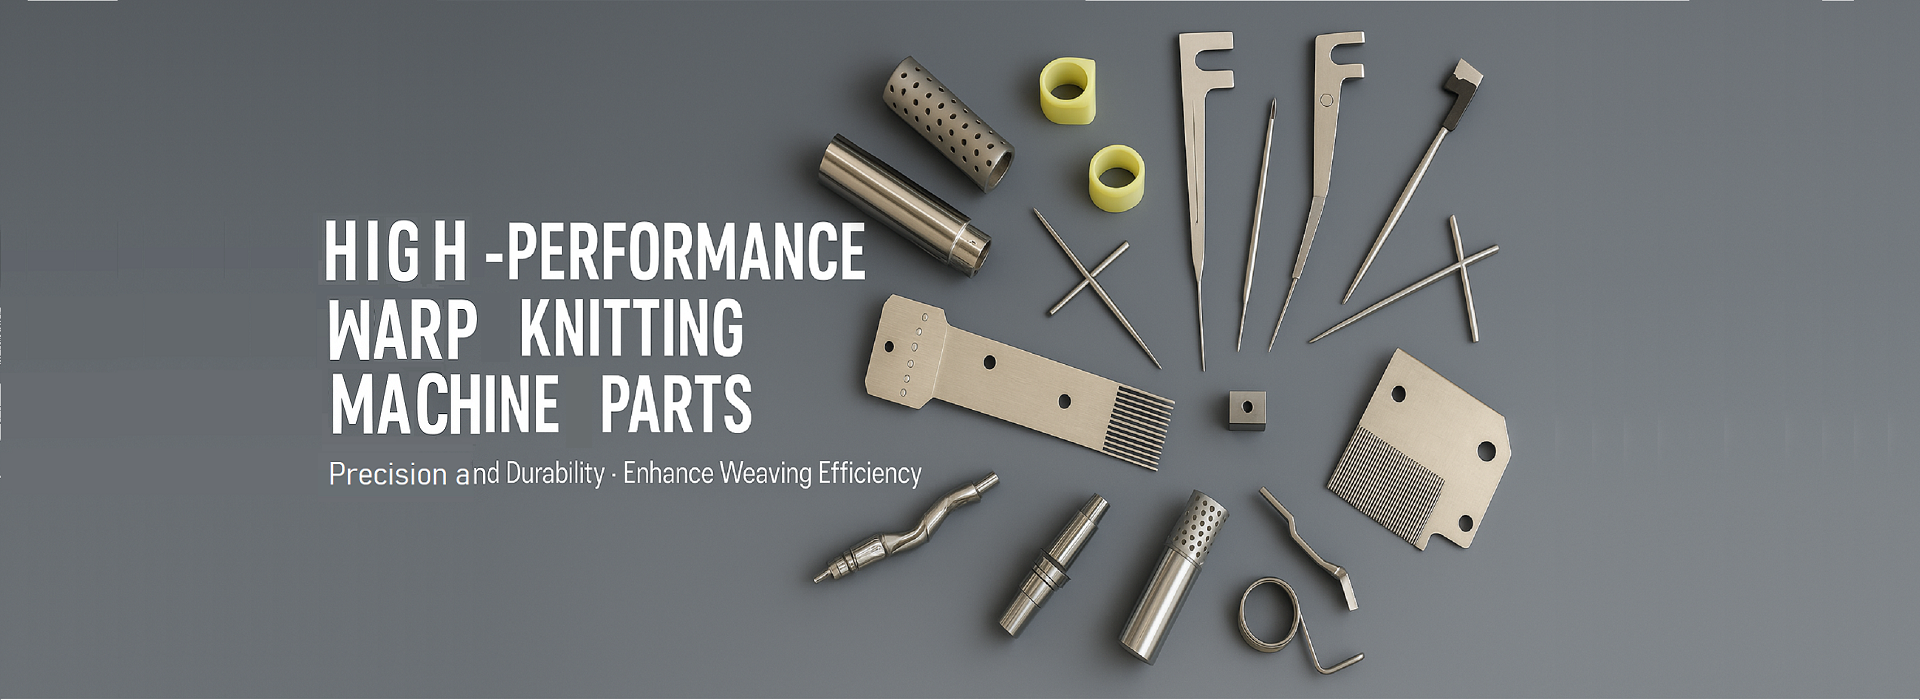 HIGH-PERFORMANCE
WARP KNITTING
MACHINE PARTS
Precision and Durability · Enhance Weaving Efficiency